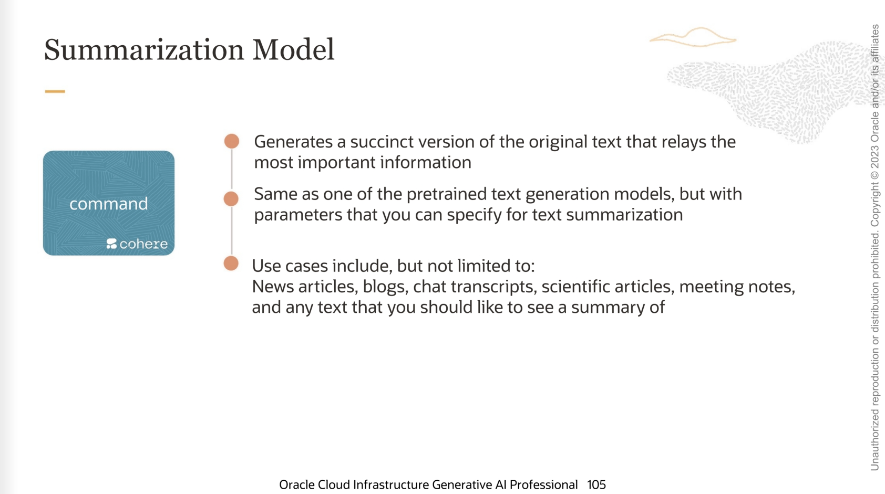 Summarization Model
Generates a succinct version of the original text that relays the
most important information
Same as one of the pretrained text generation models, but with
parameters that you can specify for text summarization
command
cohere
Use cases include, but not limited to:
News articles, blogs, chat transcripts, scientific articles, meeting notes,
and any text that you should like to see a summary of
Oracle Cloud Infrastructure Generative AI Professional 105
Unauthorized reproduction or distribution prohibited. Copyright © 2023 Oracle and/or its affiliates